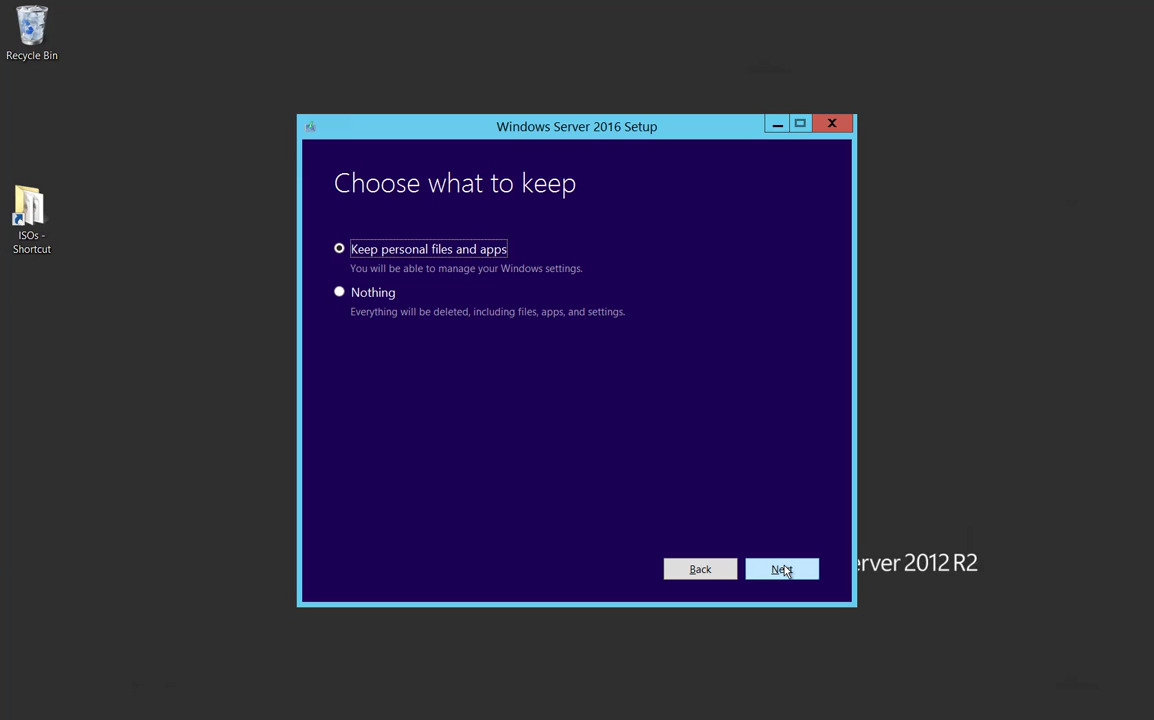 Recycle Bin
ISOs -
Shortcut
Windows Server 2016 Setup
Choose what to keep
Keep personal files and apps
You will be able to manage your Windows settings.
Nothing
Everything will be deleted, including files, apps, and settings.
Back
Next
erver 2012 R2